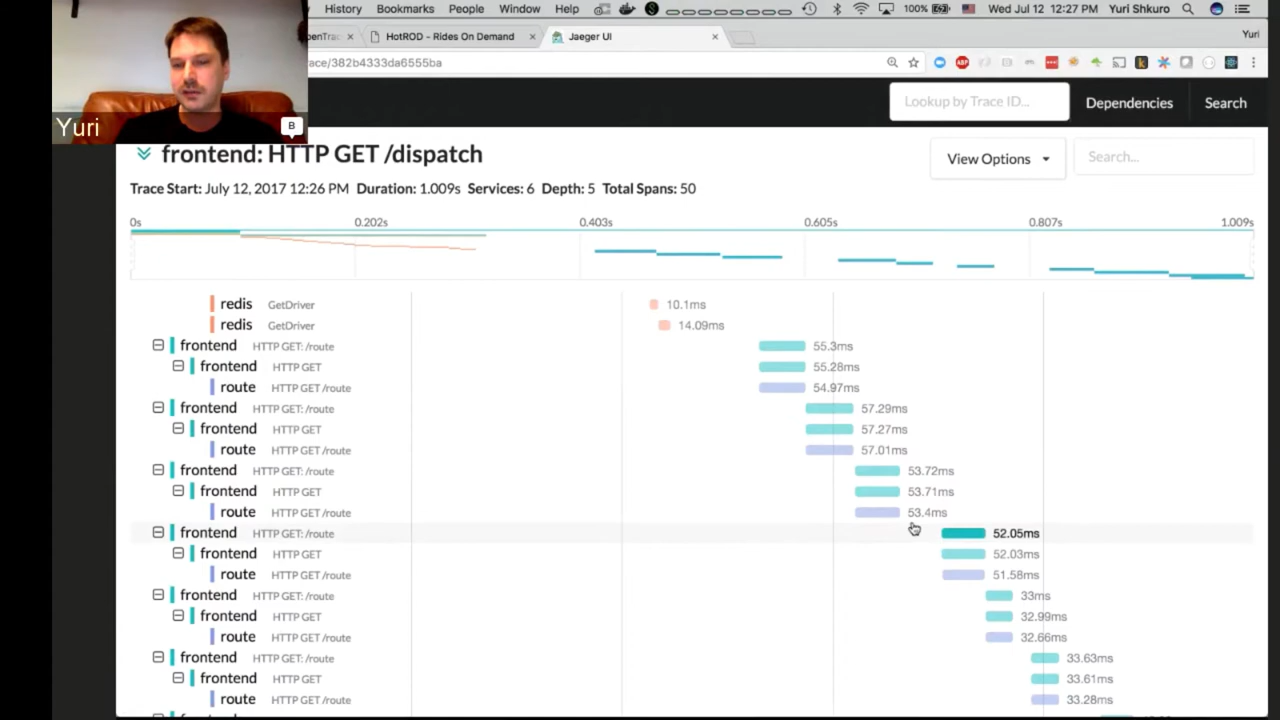 History Bookmarks People Window Help 100% Wed Jul 12 12:27 PM Yuri Shkuro
HotROD - Rides On Demand Jaeger UI Yuri
race/382b4333da6555ba
Yuri B
Lookup by Trace ID... Dependencies Search
frontend: HTTP GET /dispatch View Options Search...
Trace Start: July 12, 2017 12:26 PM Duration: 1.009s Services: 6 Depth: 5 Total Spans: 50
0s 0.202s 0.403s 0.605s 0.807s 1.009s
redis GetDriver 10.1ms
redis GetDriver 14.09ms
frontend HTTP GET: /route 55.3ms
frontend HTTP GET 55.28ms
route HTTP GET /route 54.97ms
frontend HTTP GET: /route 57.29ms
frontend HTTP GET 57.27ms
route HTTP GET /route 57.01ms
frontend HTTP GET: /route 53.72ms
frontend HTTP GET 53.71ms
route HTTP GET /route 53.4ms
frontend HTTP GET: /route 52.05ms
frontend HTTP GET 52.03ms
route HTTP GET /route 51.58ms
frontend HTTP GET: /route 33ms
frontend HTTP GET 32.99ms
route HTTP GET /route 32.66ms
frontend HTTP GET: /route 33.63ms
frontend HTTP GET 33.61ms
route HTTP GET /route 33.28ms